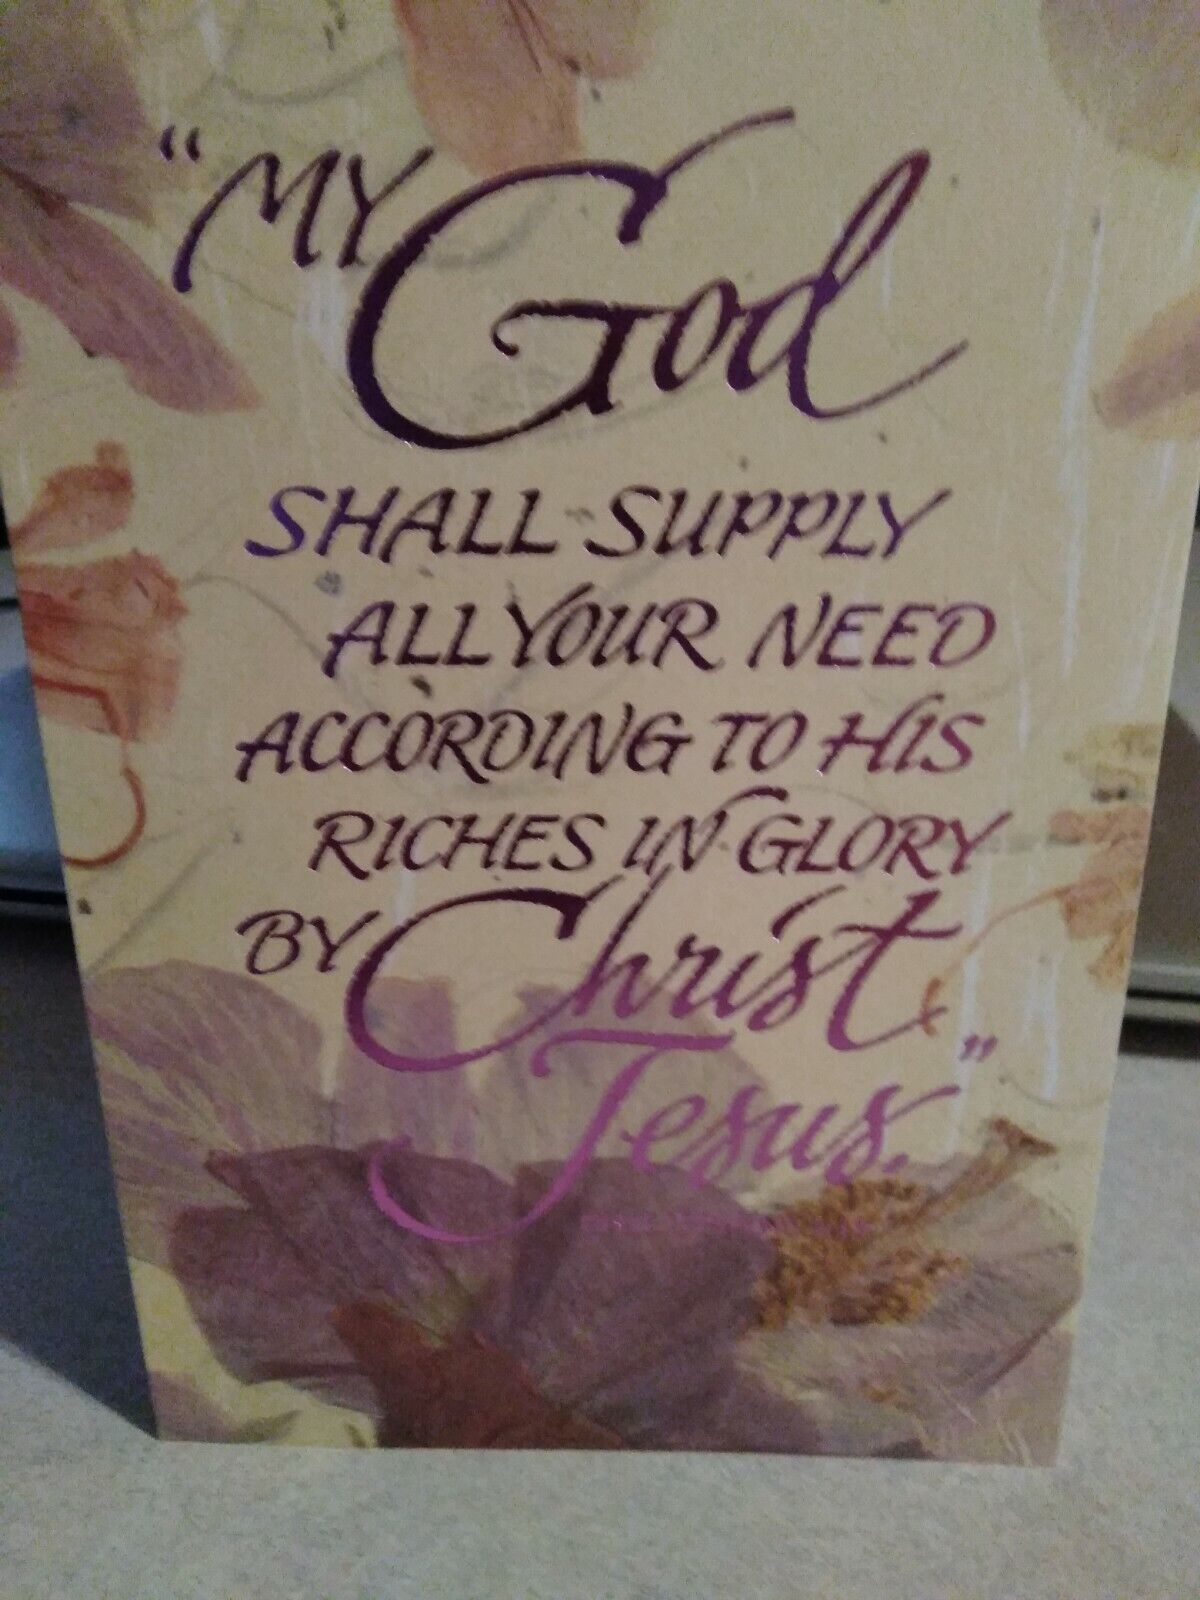 "MY God
SHALL SUPPLY
ALL YOUR NEED
ACCORDING TO HIS
RICHES IN GLORY
BY Christ
Jesus."